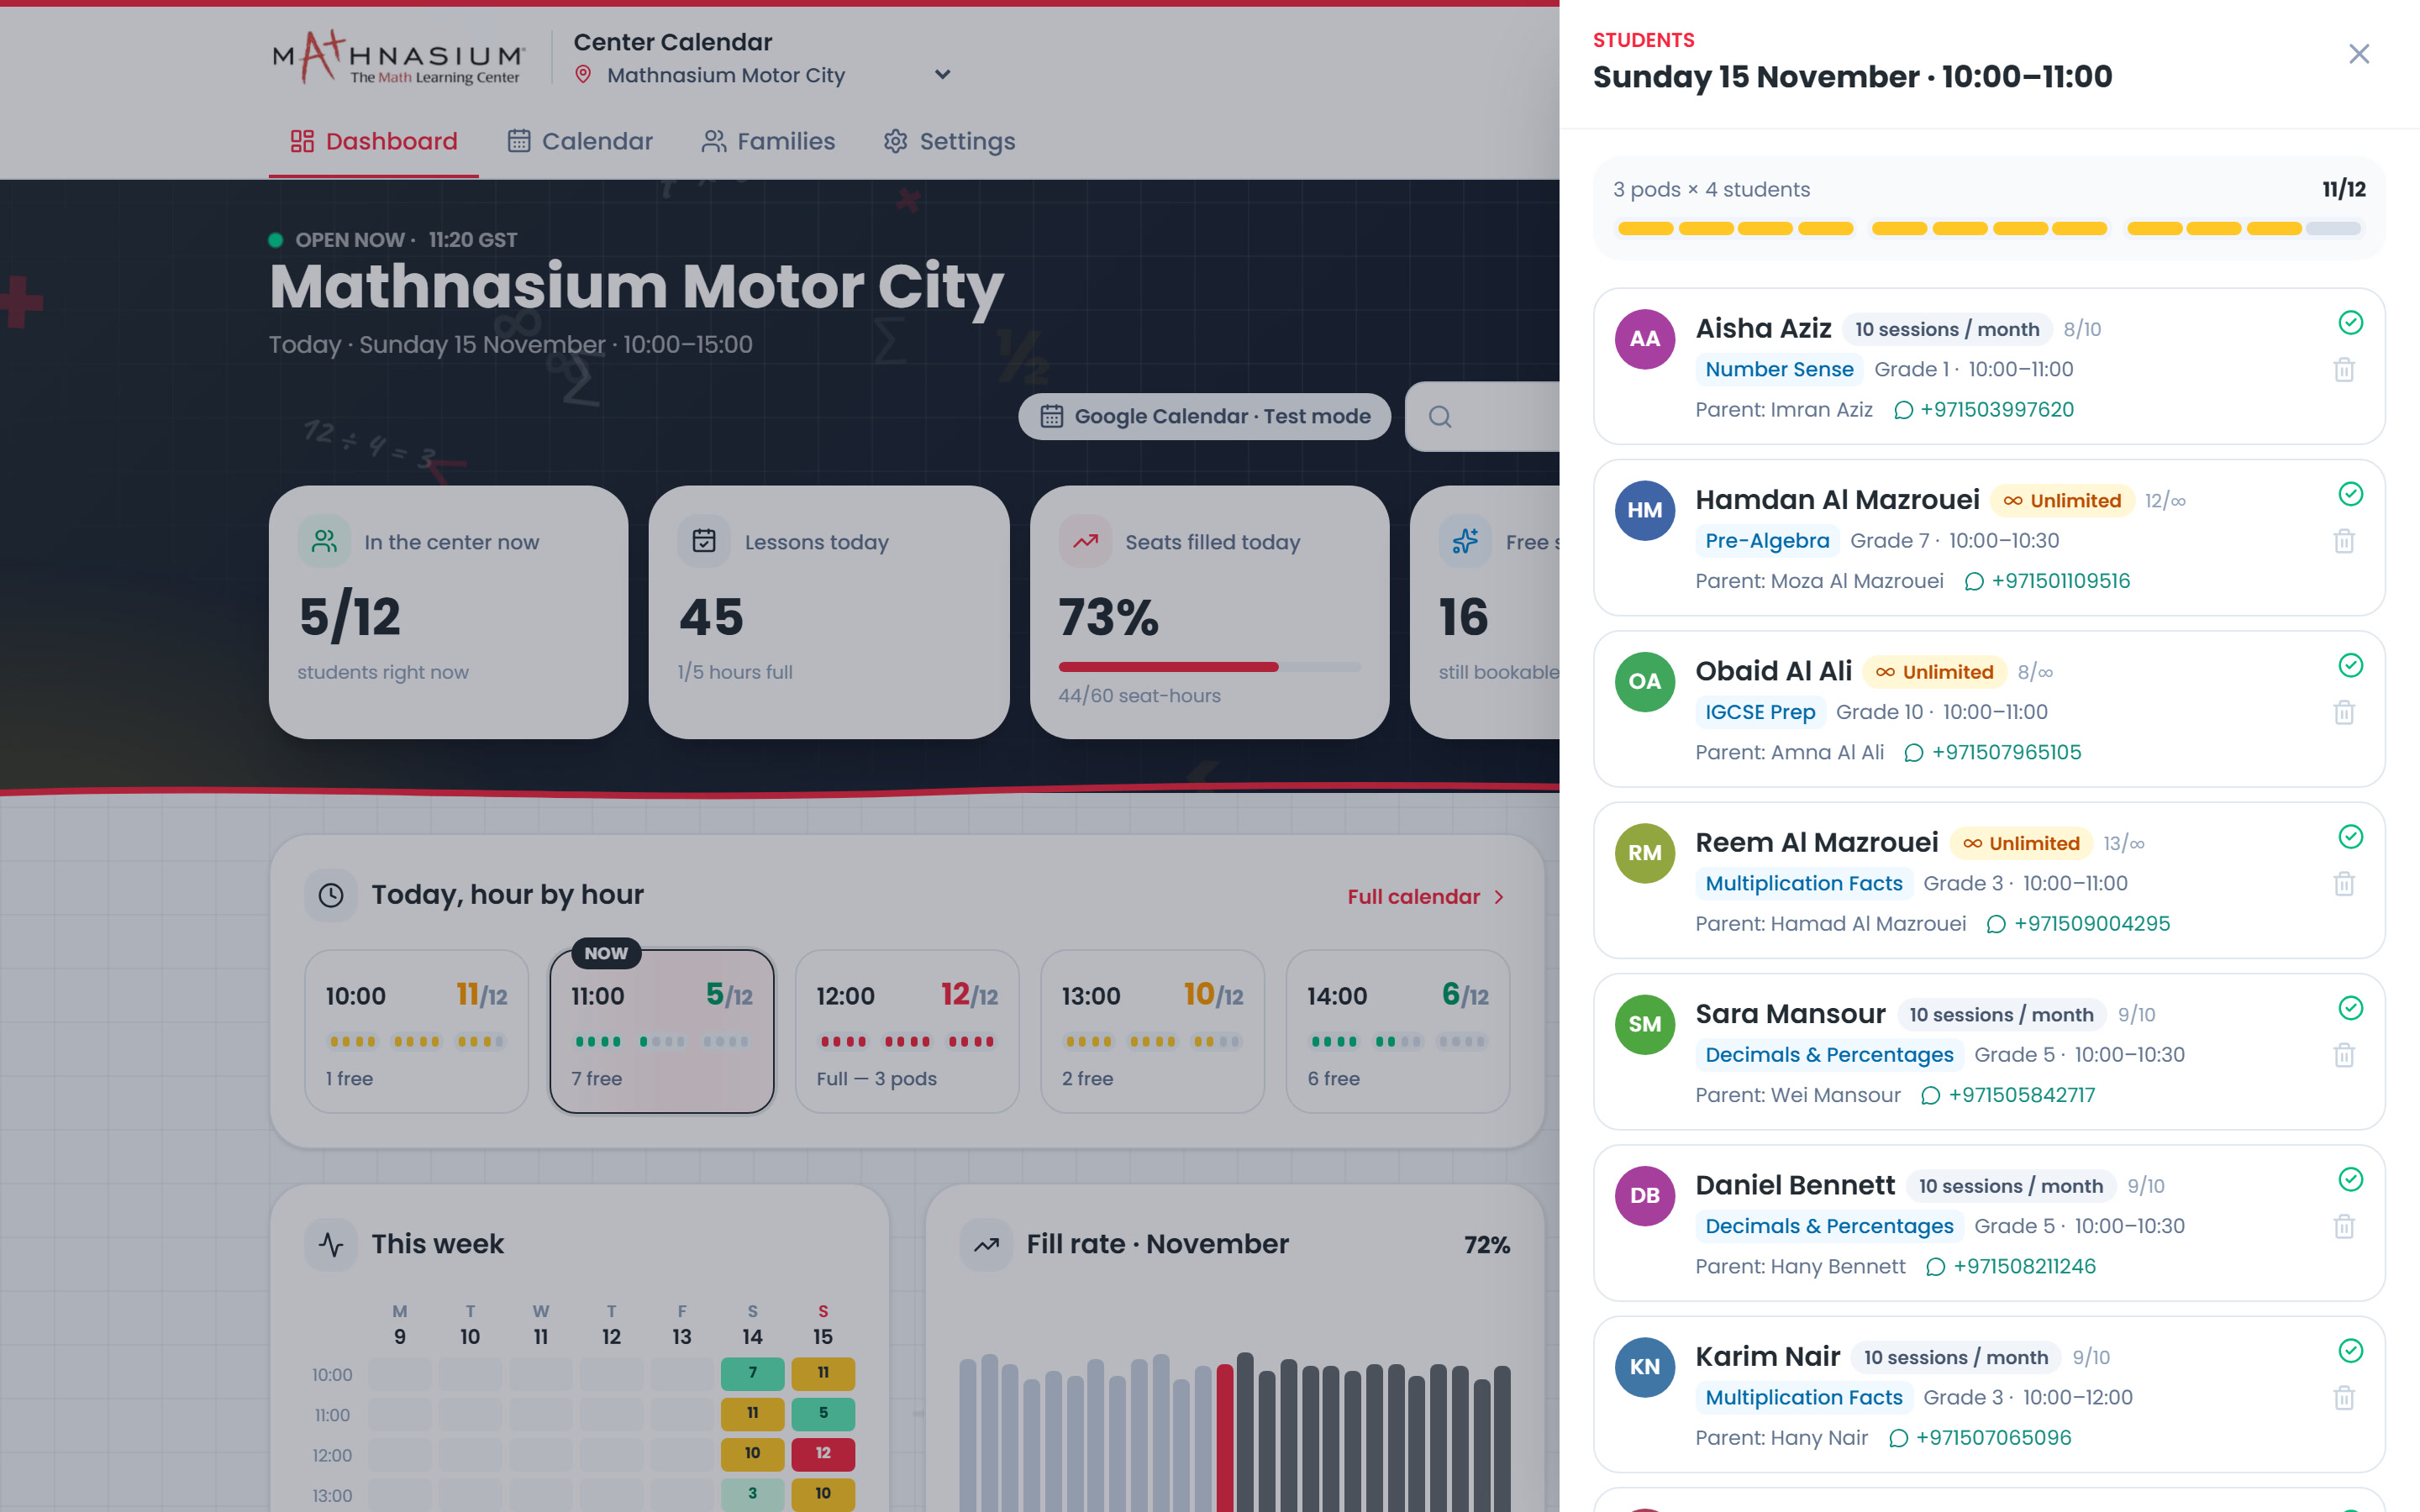 MATHNASIUM
The Math Learning Center
Center Calendar
Mathnasium Motor City
Dashboard
Calendar
Families
Settings
OPEN NOW · 11:20 GST
Mathnasium Motor City
Today · Sunday 15 November · 10:00–15:00
∞
%
Σ
Σ
½
12 ÷ 4 = 3
Google Calendar · Test mode
In the center now
5/12
students right now
Lessons today
45
1/5 hours full
Seats filled today
73%
44/60 seat-hours
Free s
16
still bookable
Today, hour by hour
Full calendar
NOW
10:00 11/12
1 free
11:00 5/12
7 free
12:00 12/12
Full — 3 pods
13:00 10/12
2 free
14:00 6/12
6 free
This week
M T W T F S S
9 10 11 12 13 14 15
10:00 7 11
11:00 11 5
12:00 10 12
13:00 3 10
Fill rate · November
72%
STUDENTS
Sunday 15 November · 10:00–11:00
3 pods × 4 students
11/12
AA
Aisha Aziz 10 sessions / month 8/10
Number Sense Grade 1 · 10:00–11:00
Parent: Imran Aziz +971503997620
HM
Hamdan Al Mazrouei ∞ Unlimited 12/∞
Pre-Algebra Grade 7 · 10:00–10:30
Parent: Moza Al Mazrouei +971501109516
OA
Obaid Al Ali ∞ Unlimited 8/∞
IGCSE Prep Grade 10 · 10:00–11:00
Parent: Amna Al Ali +971507965105
RM
Reem Al Mazrouei ∞ Unlimited 13/∞
Multiplication Facts Grade 3 · 10:00–11:00
Parent: Hamad Al Mazrouei +971509004295
SM
Sara Mansour 10 sessions / month 9/10
Decimals & Percentages Grade 5 · 10:00–10:30
Parent: Wei Mansour +971505842717
DB
Daniel Bennett 10 sessions / month 9/10
Decimals & Percentages Grade 5 · 10:00–10:30
Parent: Hany Bennett +971508211246
KN
Karim Nair 10 sessions / month 9/10
Multiplication Facts Grade 3 · 10:00–12:00
Parent: Hany Nair +971507065096